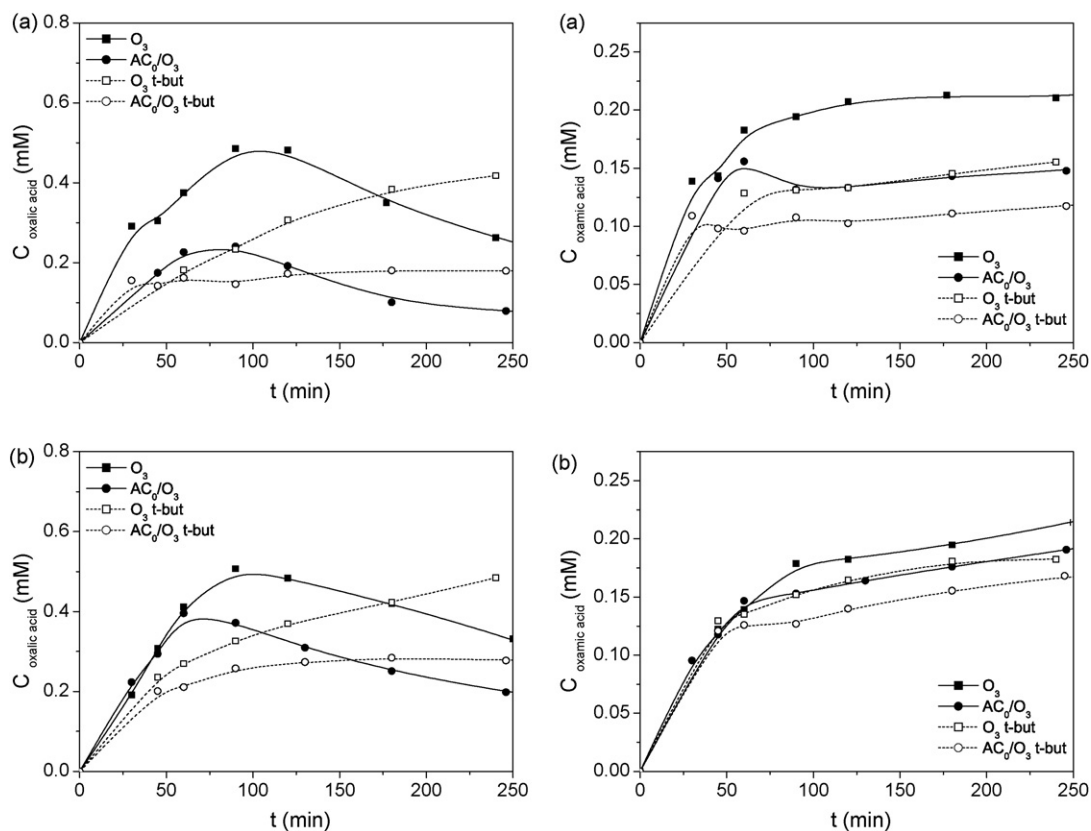 (a)
0.8
0.6
0.4
0.2
0.0
C oxalic acid (mM)
O₃
AC₀/O₃
O₃ t-but
AC₀/O₃ t-but
0 50 100 150 200 250
t (min)
(a)
0.25
0.20
0.15
0.10
0.05
0.00
C oxamic acid (mM)
O₃
AC₀/O₃
O₃ t-but
AC₀/O₃ t-but
0 50 100 150 200 250
t (min)
(b)
0.8
0.6
0.4
0.2
0.0
C oxalic acid (mM)
O₃
AC₀/O₃
O₃ t-but
AC₀/O₃ t-but
0 50 100 150 200 250
t (min)
(b)
0.25
0.20
0.15
0.10
0.05
0.00
C oxamic acid (mM)
O₃
AC₀/O₃
O₃ t-but
AC₀/O₃ t-but
0 50 100 150 200 250
t (min)